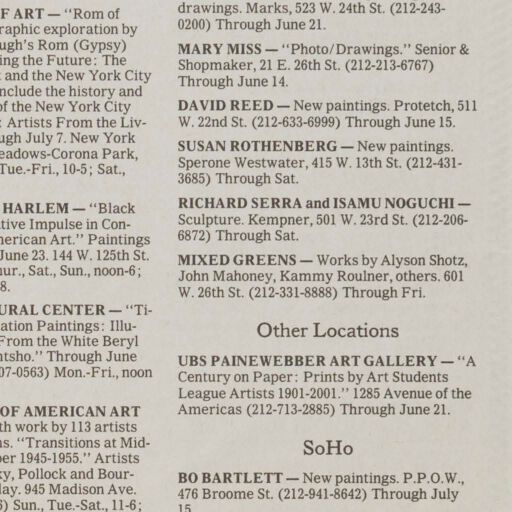 F ART — “Rom of
raphic exploration by
ugh’s Rom (Gypsy)
ing the Future: The
t and the New York City
nclude the history and
of the New York City
: Artists From the Liv-
ugh July 7. New York
eadows-Corona Park,
Tue.-Fri., 10-5; Sat.,
HARLEM — “Black
tive Impulse in Con-
merican Art.” Paintings
June 23. 144 W. 125th St.
hur., Sat., Sun., noon-6;
8.
URAL CENTER — “Ti-
ation Paintings: Illu-
From the White Beryl
ntsho.” Through June
07-0563) Mon.-Fri., noon
OF AMERICAN ART
th work by 113 artists
ns. “Transitions at Mid-
per 1945-1955.” Artists
ky, Pollock and Bour-
lay. 945 Madison Ave.
6) Sun., Tue.-Sat., 11-6;
drawings. Marks, 523 W. 24th St. (212-243-
0200) Through June 21.
MARY MISS — “Photo/Drawings.” Senior &
Shopmaker, 21 E. 26th St. (212-213-6767)
Through June 14.
DAVID REED — New paintings. Protetch, 511
W. 22nd St. (212-633-6999) Through June 15.
SUSAN ROTHENBERG — New paintings.
Sperone Westwater, 415 W. 13th St. (212-431-
3685) Through Sat.
RICHARD SERRA and ISAMU NOGUCHI —
Sculpture. Kempner, 501 W. 23rd St. (212-206-
6872) Through Sat.
MIXED GREENS — Works by Alyson Shotz,
John Mahoney, Kammy Roulner, others. 601
W. 26th St. (212-331-8888) Through Fri.
Other Locations
UBS PAINEWEBBER ART GALLERY — “A
Century on Paper: Prints by Art Students
League Artists 1901-2001.” 1285 Avenue of the
Americas (212-713-2885) Through June 21.
SoHo
BO BARTLETT — New paintings. P.P.O.W.,
476 Broome St. (212-941-8642) Through July
15.